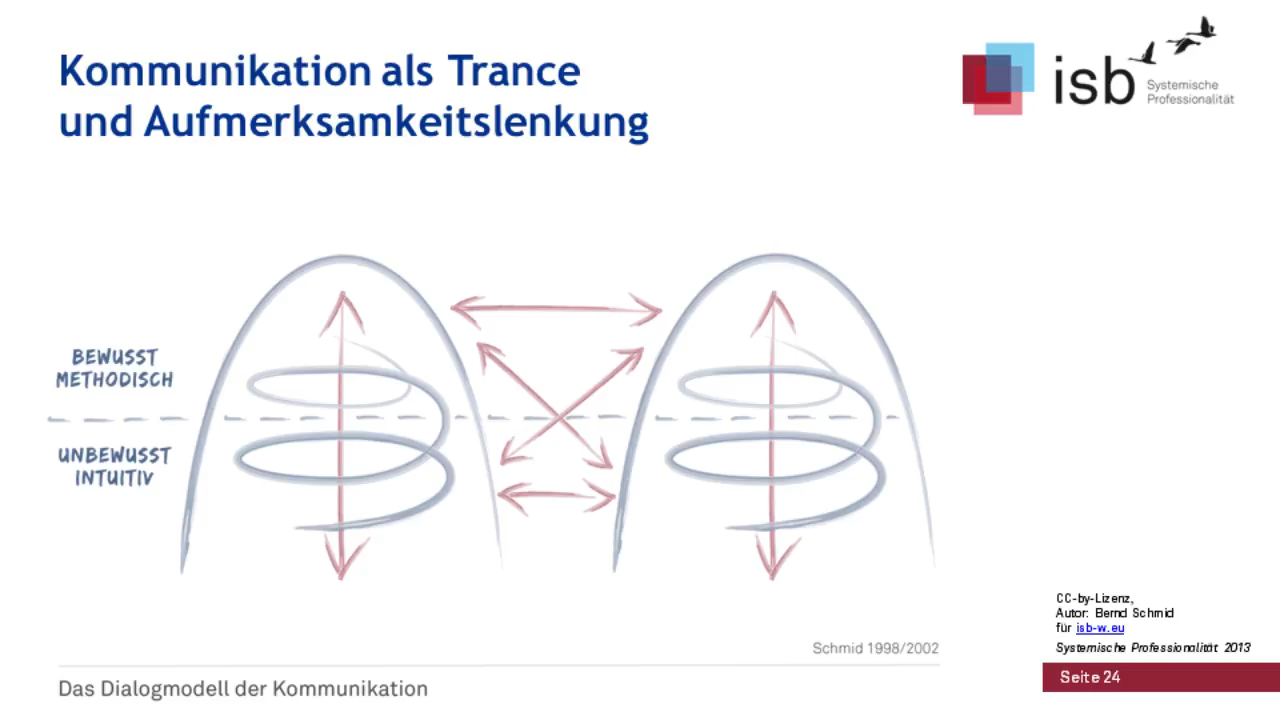 Kommunikation als Trance
und Aufmerksamkeitslenkung
isb
Systemische
Professionalität
BEWUSST
METHODISCH
UNBEWUSST
INTUITIV
Schmid 1998/2002
Das Dialogmodell der Kommunikation
CC-by-Lizenz,
Autor: Bernd Schmid
für isb-w.eu
Systemische Professionalität 2013
Seite 24